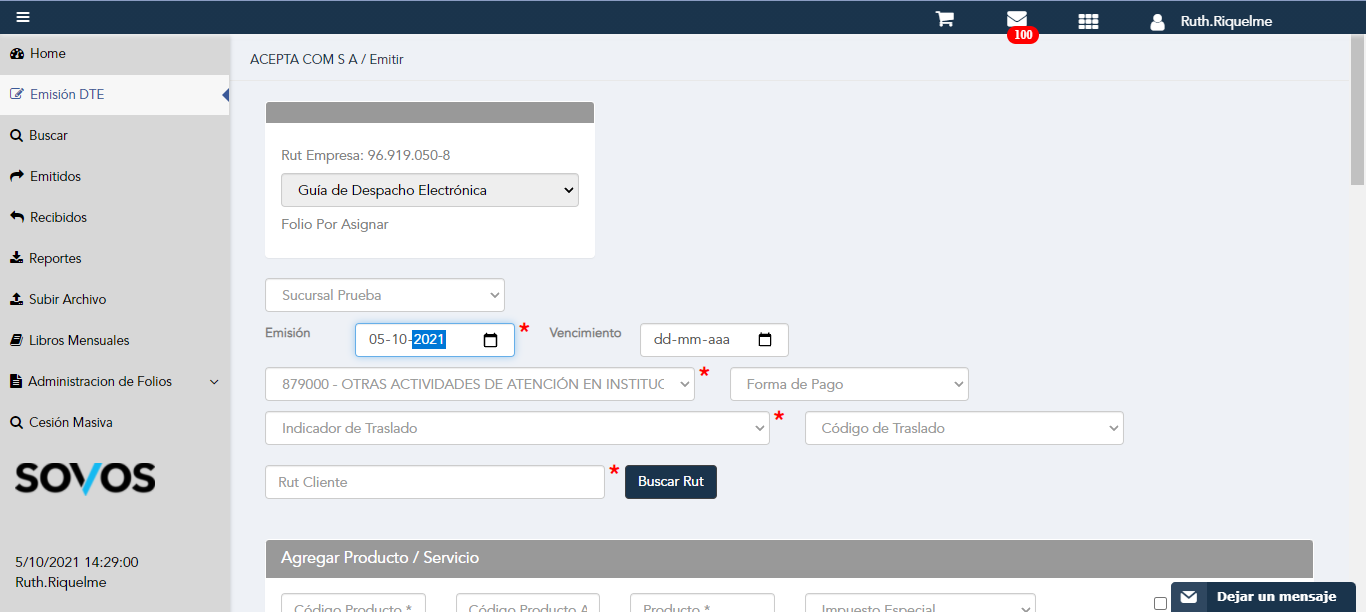 100
Ruth.Riquelme
Home
Emisión DTE
Buscar
Emitidos
Recibidos
Reportes
Subir Archivo
Libros Mensuales
Administracion de Folios
Cesión Masiva
SOVOS
5/10/2021 14:29:00
Ruth.Riquelme
ACEPTA COM S A / Emitir
Rut Empresa: 96.919.050-8
Guía de Despacho Electrónica
Folio Por Asignar
Sucursal Prueba
Emisión 05-10-2021 * Vencimiento dd-mm-aaa
879000 - OTRAS ACTIVIDADES DE ATENCIÓN EN INSTITUC * Forma de Pago
Indicador de Traslado * Código de Traslado
Rut Cliente * Buscar Rut
Agregar Producto / Servicio
Código Producto * Código Producto A Producto * Impuesto Especial
Dejar un mensaje